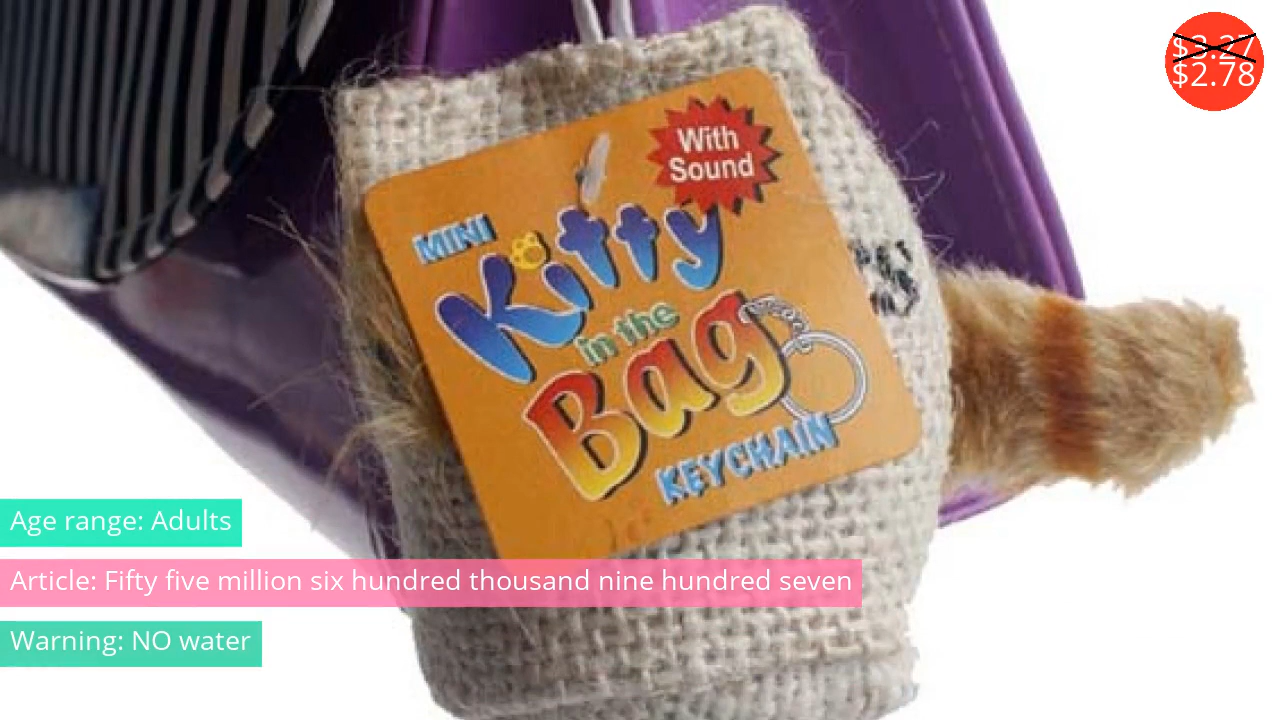 $3.27
$2.78
With
Sound
MINI
Kitty
in the
Bag
KEYCHAIN
Age range: Adults
Article: Fifty five million six hundred thousand nine hundred seven
Warning: NO water